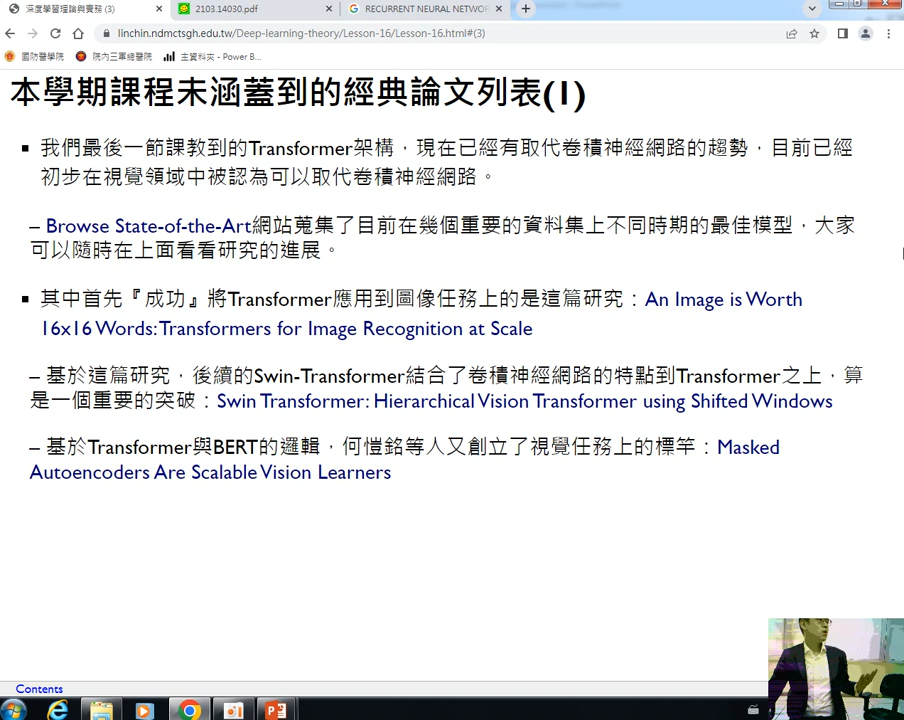 深度學習理論與實務 (3)
2103.14030.pdf
RECURRENT NEURAL NETWOR
linchin.ndmctsgh.edu.tw/Deep-learning-theory/Lesson-16/Lesson-16.html#(3)
國防醫學院
院內三軍總醫院
主資料夾 - Power B...
本學期課程未涵蓋到的經典論文列表(1)
我們最後一節課教到的Transformer架構，現在已經有取代卷積神經網路的趨勢，目前已經
初步在視覺領域中被認為可以取代卷積神經網路。
– Browse State-of-the-Art網站蒐集了目前在幾個重要的資料集上不同時期的最佳模型，大家
可以隨時在上面看看研究的進展。
其中首先『成功』將Transformer應用到圖像任務上的是這篇研究：An Image is Worth
16x16 Words: Transformers for Image Recognition at Scale
– 基於這篇研究，後續的Swin-Transformer結合了卷積神經網路的特點到Transformer之上，算
是一個重要的突破：Swin Transformer: Hierarchical Vision Transformer using Shifted Windows
– 基於Transformer與BERT的邏輯，何愷銘等人又創立了視覺任務上的標竿：Masked
Autoencoders Are Scalable Vision Learners
Contents